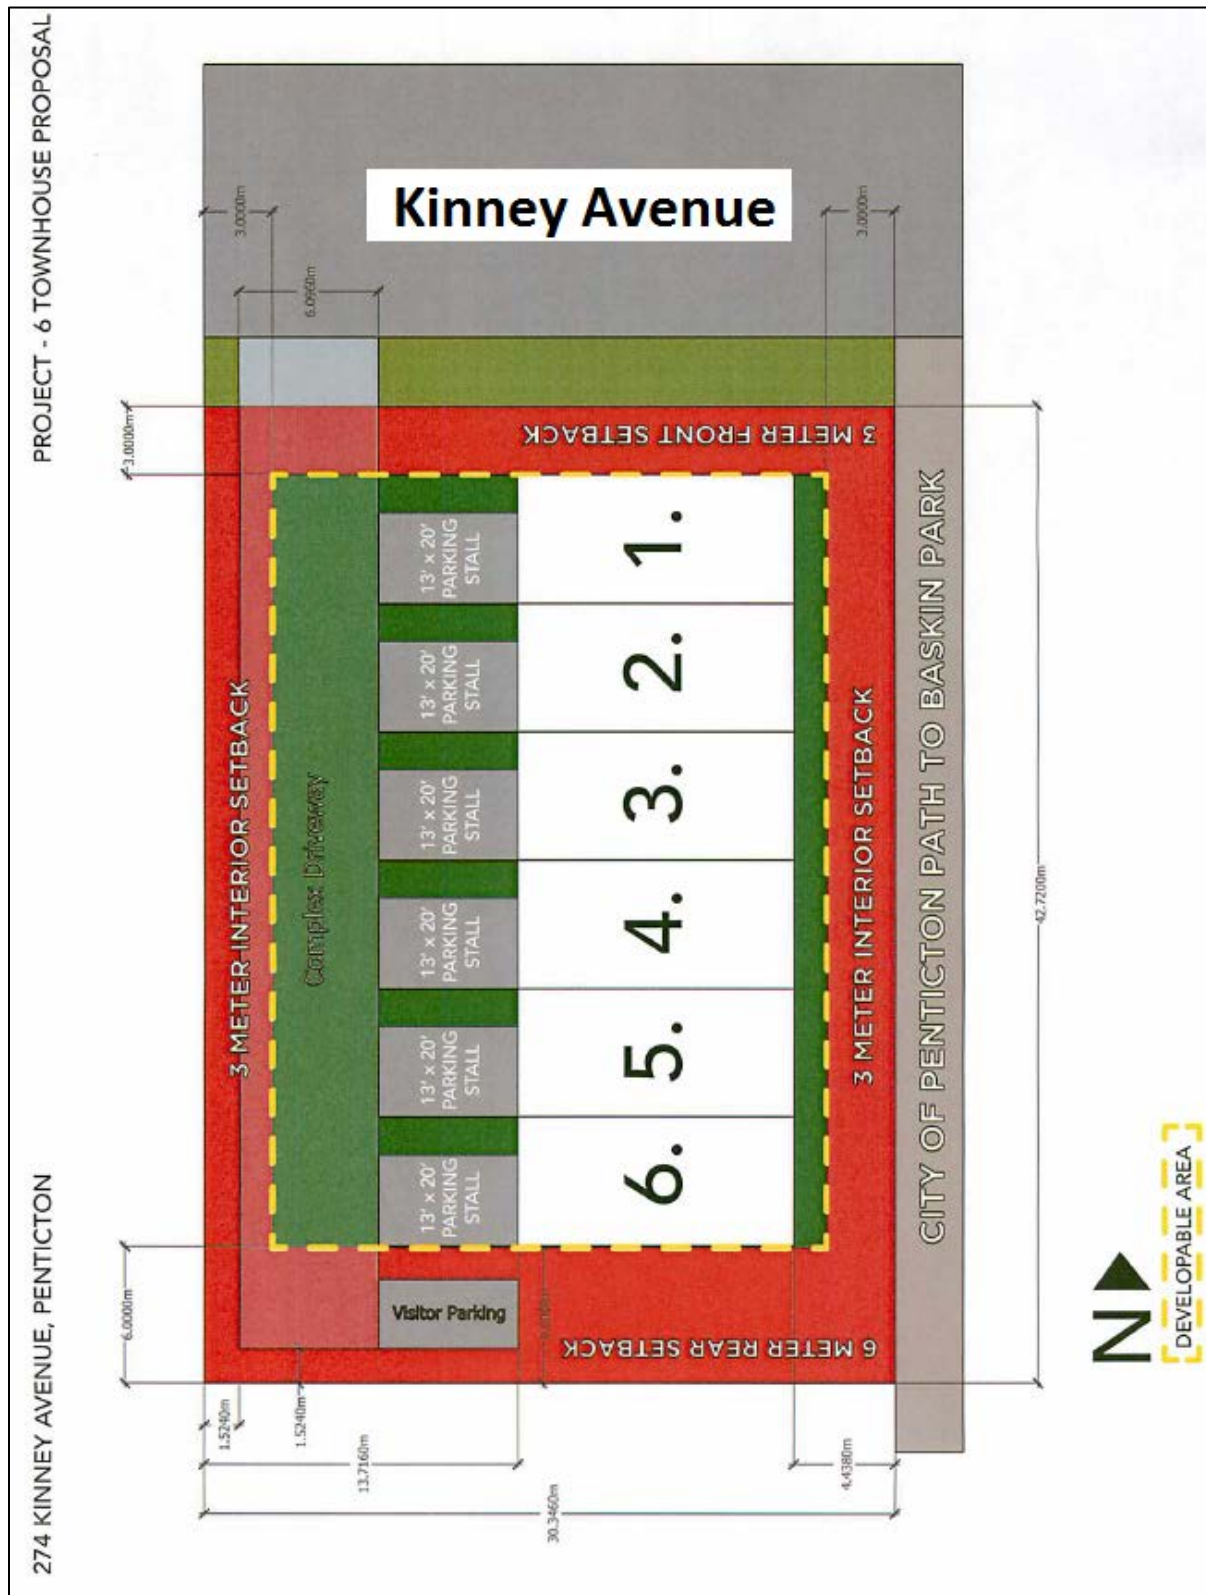 274 KINNEY AVENUE, PENTICTON
PROJECT - 6 TOWNHOUSE PROPOSAL
Kinney Avenue
3.0000m
3.0000m
6.0960m
3.0000m
3 METER FRONT SETBACK
3 METER INTERIOR SETBACK
Complex Driveway
13' x 20'
PARKING
STALL
1.
13' x 20'
PARKING
STALL
2.
13' x 20'
PARKING
STALL
3.
13' x 20'
PARKING
STALL
4.
13' x 20'
PARKING
STALL
5.
13' x 20'
PARKING
STALL
6.
3 METER INTERIOR SETBACK
CITY OF PENTICTON PATH TO BASKIN PARK
42.7200m
6.0000m
Visitor Parking
6 METER REAR SETBACK
1.5240m
1.5240m
13.7160m
4.4380m
30.3460m
N
DEVELOPABLE AREA